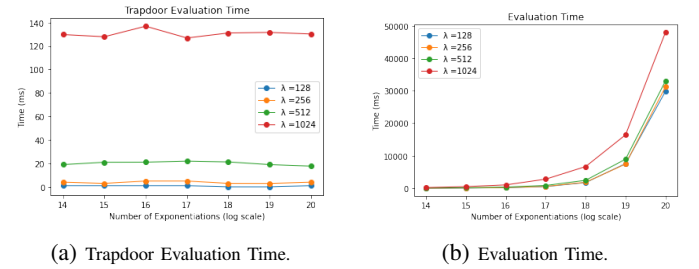 Trapdoor Evaluation Time
140
120
100
80
60
40
20
0
Time (ms)
λ =128
λ =256
λ =512
λ =1024
14 15 16 17 18 19 20
Number of Exponentiations (log scale)
(a) Trapdoor Evaluation Time.
Evaluation Time
50000
40000
30000
20000
10000
0
Time (ms)
λ =128
λ =256
λ =512
λ =1024
14 15 16 17 18 19 20
Number of Exponentiations (log scale)
(b) Evaluation Time.